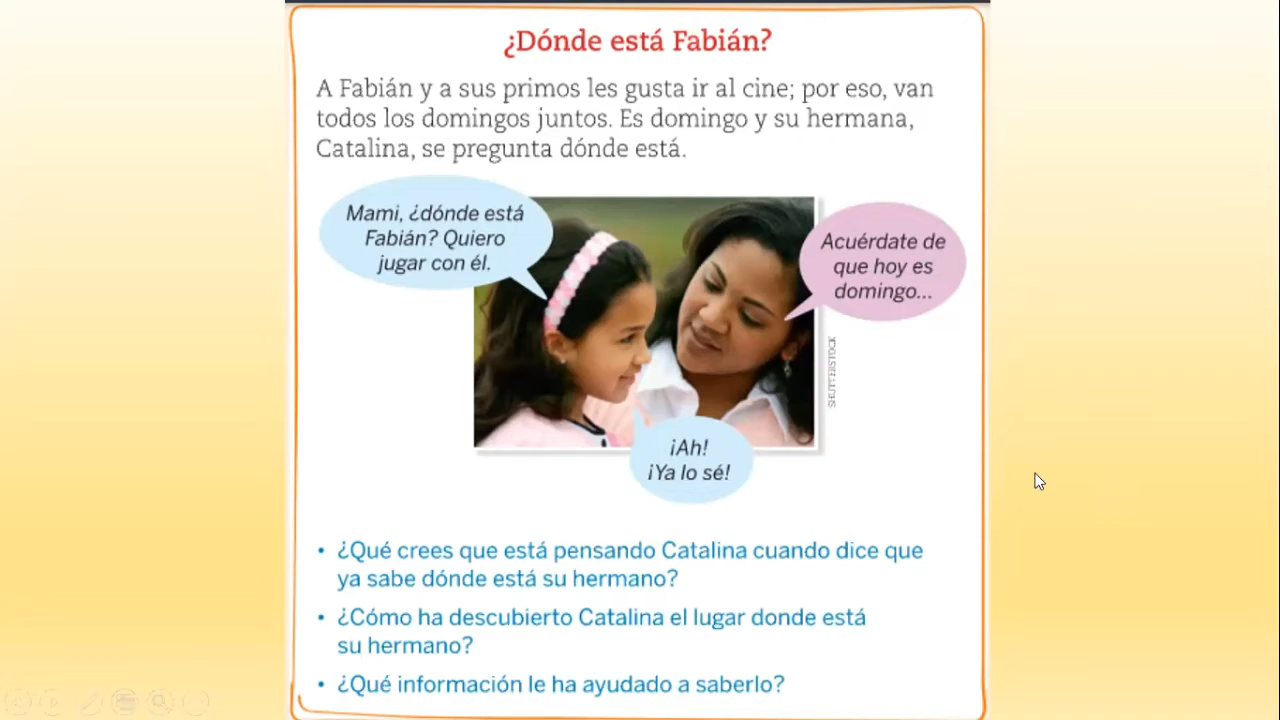 ¿Dónde está Fabián?
A Fabián y a sus primos les gusta ir al cine; por eso, van
todos los domingos juntos. Es domingo y su hermana,
Catalina, se pregunta dónde está.
Mami, ¿dónde está
Fabián? Quiero
jugar con él.
Acuérdate de
que hoy es
domingo...
SHUTTERSTOCK
¡Ah!
¡Ya lo sé!
• ¿Qué crees que está pensando Catalina cuando dice que
ya sabe dónde está su hermano?
• ¿Cómo ha descubierto Catalina el lugar donde está
su hermano?
• ¿Qué información le ha ayudado a saberlo?